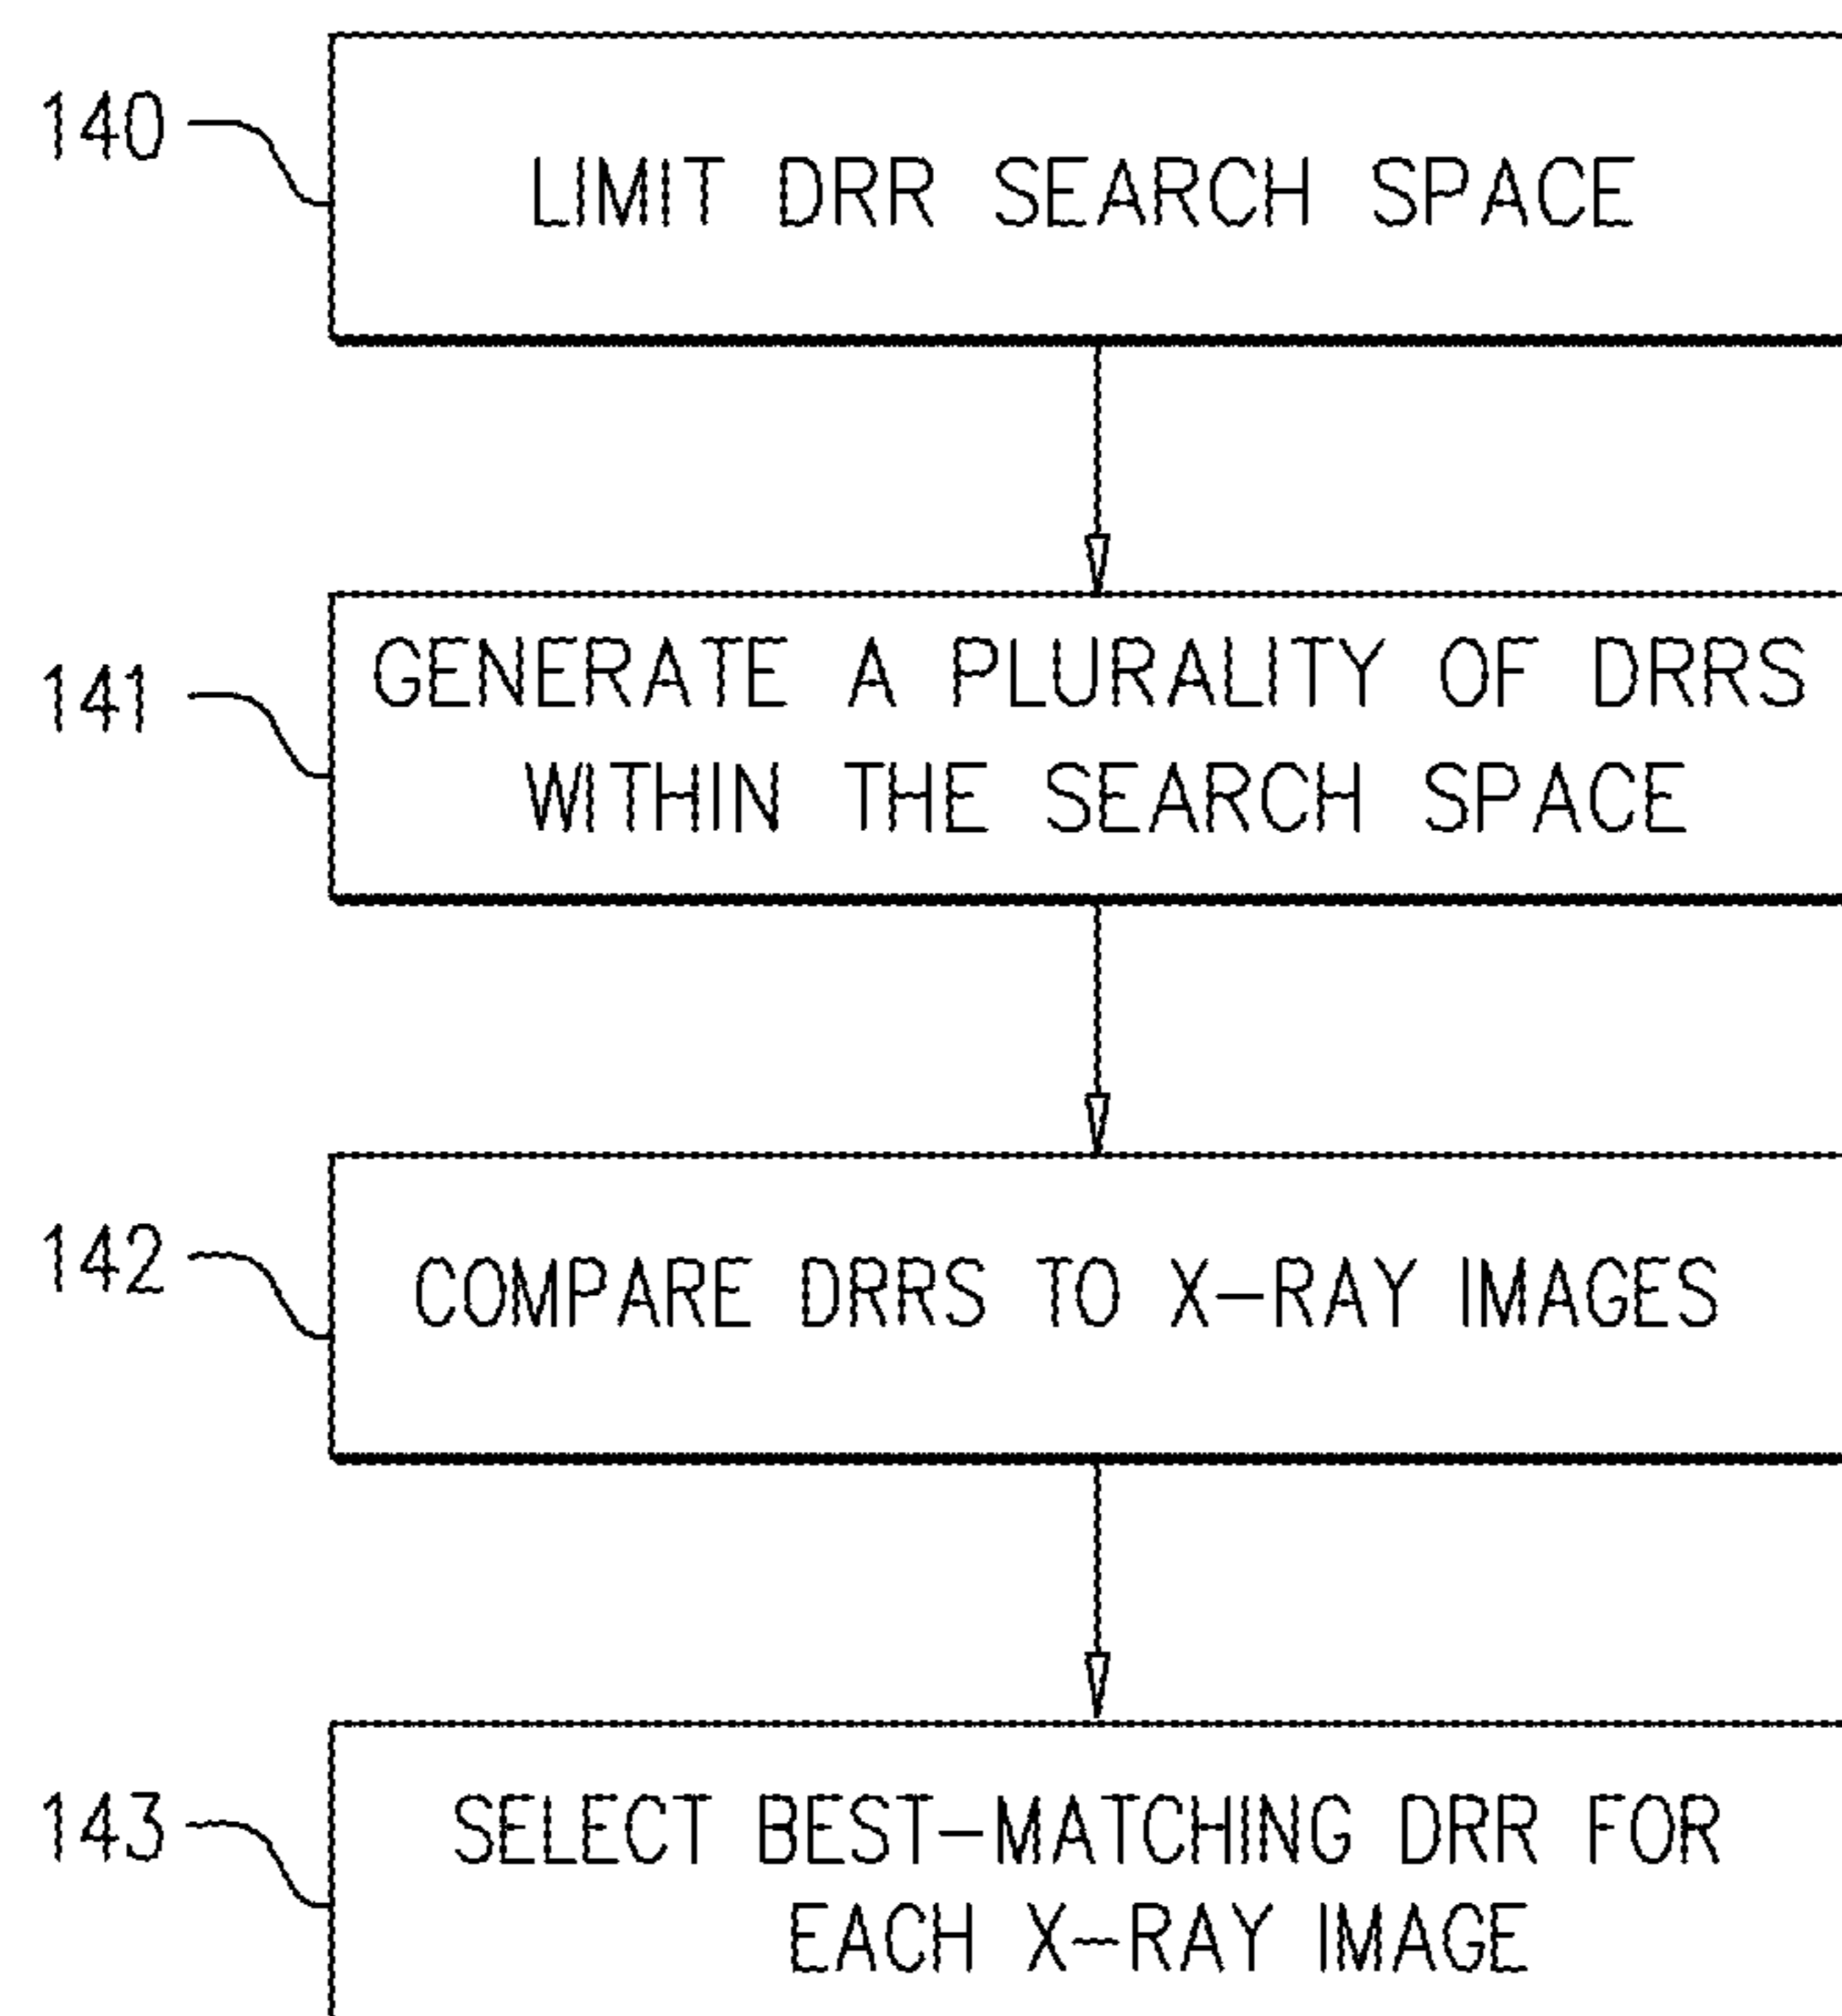 140
LIMIT DRR SEARCH SPACE
141
GENERATE A PLURALITY OF DRRS
WITHIN THE SEARCH SPACE
142
COMPARE DRRS TO X-RAY IMAGES
143
SELECT BEST-MATCHING DRR FOR
EACH X-RAY IMAGE